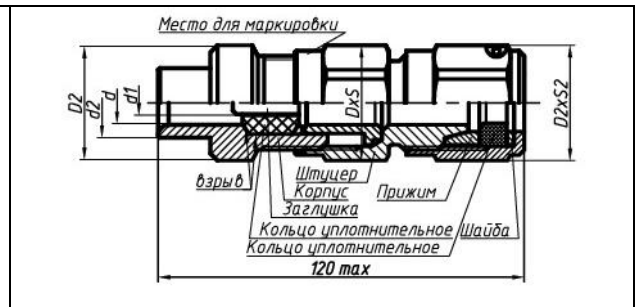 Место для маркировки
D2
d2
d
d1
DxS
D2xS2
взрыв
Штуцер
Корпус
Заглушка
Прижим
Кольцо уплотнительное
Шайба
Кольцо уплотнительное
120 max